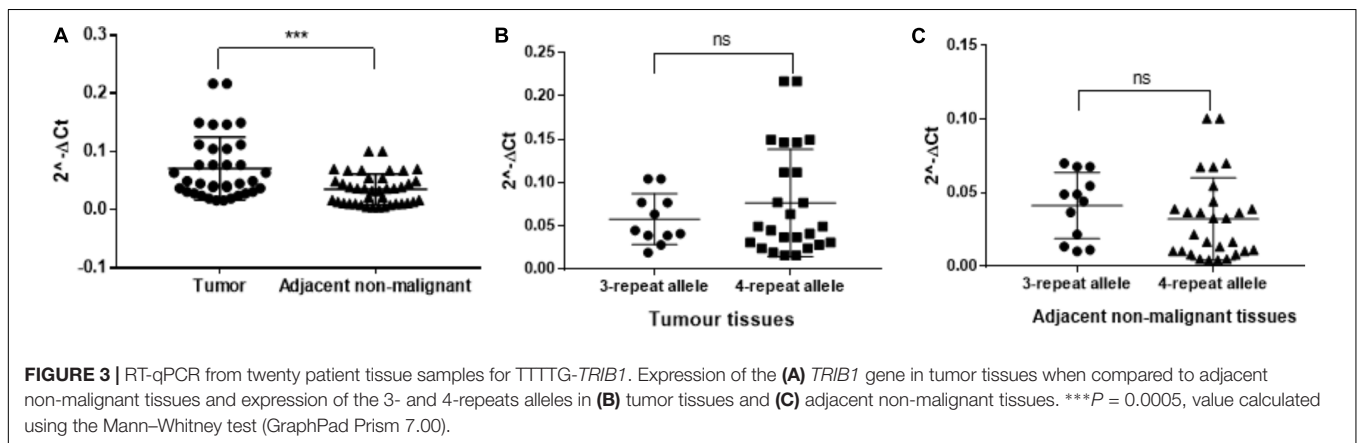 A
0.3
0.2
0.1
0.0
-0.1
2^-ΔCt
***
Tumor
Adjacent non-malignant
B
0.25
0.20
0.15
0.10
0.05
0.00
2^-ΔCt
ns
3-repeat allele
4-repeat allele
Tumour tissues
C
0.15
0.10
0.05
0.00
2^-ΔCt
ns
3-repeat allele
4-repeat allele
Adjacent non-malignant tissues
FIGURE 3 | RT-qPCR from twenty patient tissue samples for TTTTG-TRIB1. Expression of the (A) TRIB1 gene in tumor tissues when compared to adjacent
non-malignant tissues and expression of the 3- and 4-repeats alleles in (B) tumor tissues and (C) adjacent non-malignant tissues. ***P = 0.0005, value calculated
using the Mann–Whitney test (GraphPad Prism 7.00).